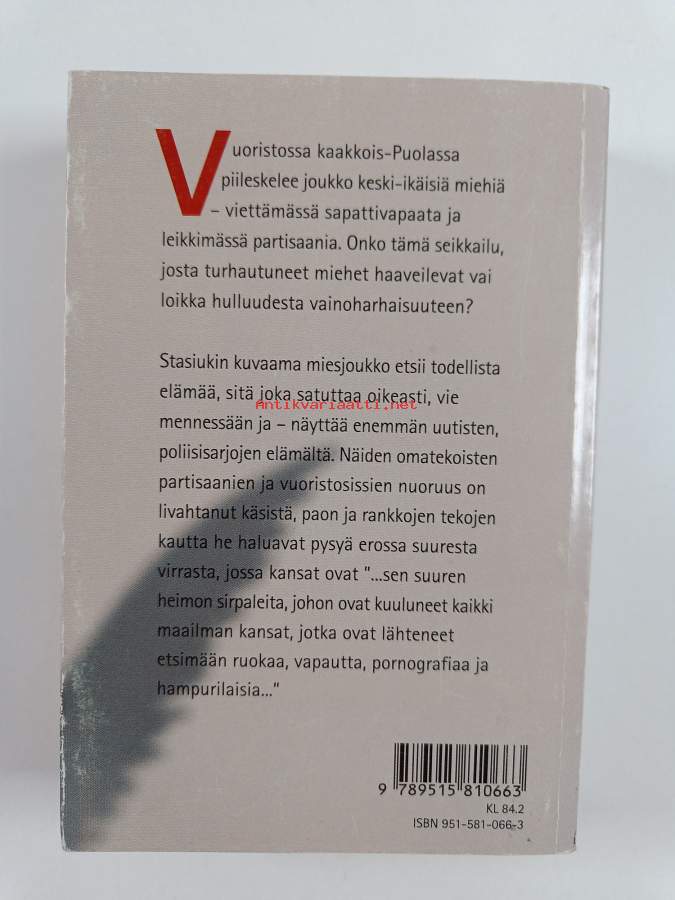 Vuoristossa kaakkois-Puolassa
piileskelee joukko keski-ikäisiä miehiä
– viettämässä sapattivapaata ja
leikkimässä partisaania. Onko tämä seikkailu,
josta turhautuneet miehet haaveilevat vai
loikka hulluudesta vainoharhaisuuteen?
Stasiukin kuvaama miesjoukko etsii todellista
elämää, sitä joka satuttaa oikeasti, vie
Antikvariaatti.net
mennessään ja – näyttää enemmän uutisten,
poliisisarjojen elämältä. Näiden omatekoisten
partisaanien ja vuoristosissien nuoruus on
livahtanut käsistä, paon ja rankkojen tekojen
kautta he haluavat pysyä erossa suuresta
virrasta, jossa kansat ovat "...sen suuren
heimon sirpaleita, johon ovat kuuluneet kaikki
maailman kansat, jotka ovat lähteneet
etsimään ruokaa, vapautta, pornografiaa ja
hampurilaisia..."
9 789515 810663
KL 84.2
ISBN 951-581-066-3